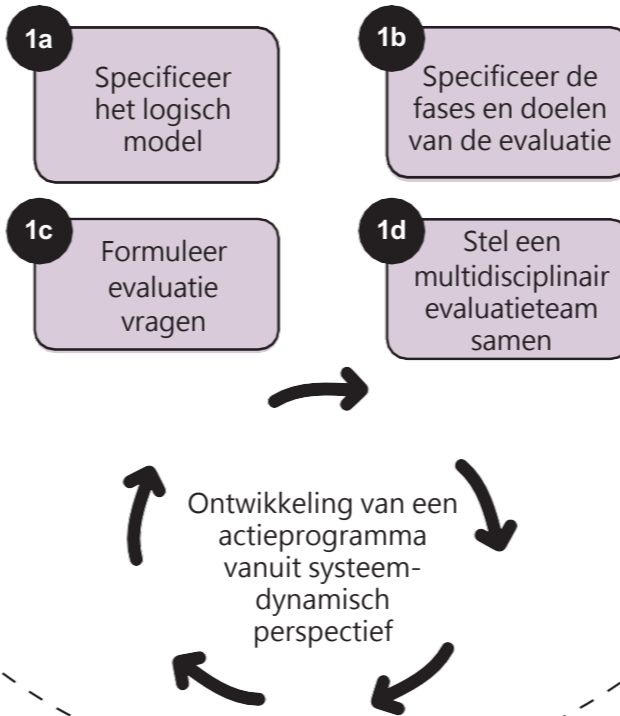 1a
Specificeer
het logisch
model
1b
Specificeer de
fases en doelen
van de evaluatie
1c
Formuleer
evaluatie
vragen
1d
Stel een
multidisciplinair
evaluatieteam
samen
Ontwikkeling van een
actieprogramma
vanuit systeem-
dynamisch
perspectief